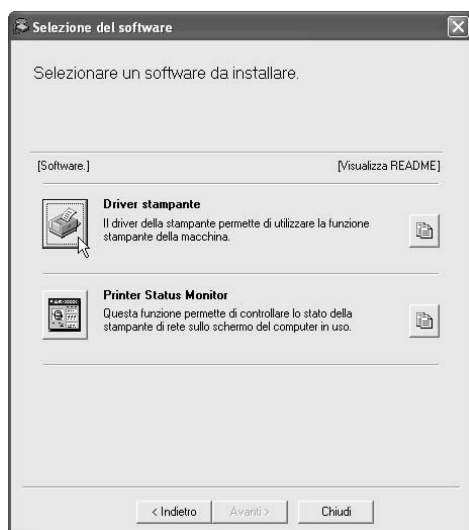 Selezione del software
Selezionare un software da installare.
[Software.] [Visualizza README]
Driver stampante
Il driver della stampante permette di utilizzare la funzione
stampante della macchina.
Printer Status Monitor
Questa funzione permette di controllare lo stato della
stampante di rete sullo schermo del computer in uso.
< Indietro Avanti > Chiudi